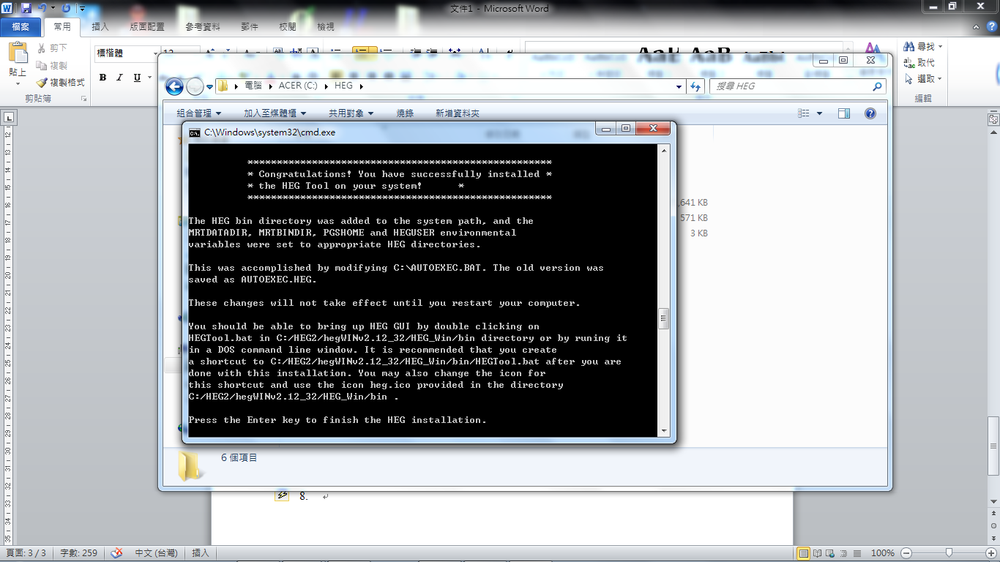 文件1 - Microsoft Word
檔案 常用 插入 版面配置 參考資料 郵件 校閱 檢視
貼上
剪下
複製
複製格式
剪貼簿
標楷體
B I U
尋找
取代
選取
編輯
電腦 ACER (C:) HEG
搜尋 HEG
組合管理 加入至媒體櫃 共用對象 燒錄 新增資料夾
C:\Windows\system32\cmd.exe
****************************************************
* Congratulations! You have successfully installed *
* the HEG Tool on your system! *
****************************************************
The HEG bin directory was added to the system path, and the
MRTDATADIR, MRTBINDIR, PGSHOME and HEGUSER environmental
variables were set to appropriate HEG directories.
This was accomplished by modifying C:\AUTOEXEC.BAT. The old version was
saved as AUTOEXEC.HEG.
These changes will not take effect until you restart your computer.
You should be able to bring up HEG GUI by double clicking on
HEGTool.bat in C:/HEG2/hegWINv2.12_32/HEG_Win/bin directory or by runing it
in a DOS command line window. It is recommended that you create
a shortcut to C:/HEG2/hegWINv2.12_32/HEG_Win/bin/HEGTool.bat after you are
done with this installation. You may also change the icon for
this shortcut and use the icon heg.ico provided in the directory
C:/HEG2/hegWINv2.12_32/HEG_Win/bin .
Press the Enter key to finish the HEG installation.
,641 KB
571 KB
3 KB
6 個項目
8.
頁面: 3 / 3 字數: 259 中文 (台灣) 插入 100%